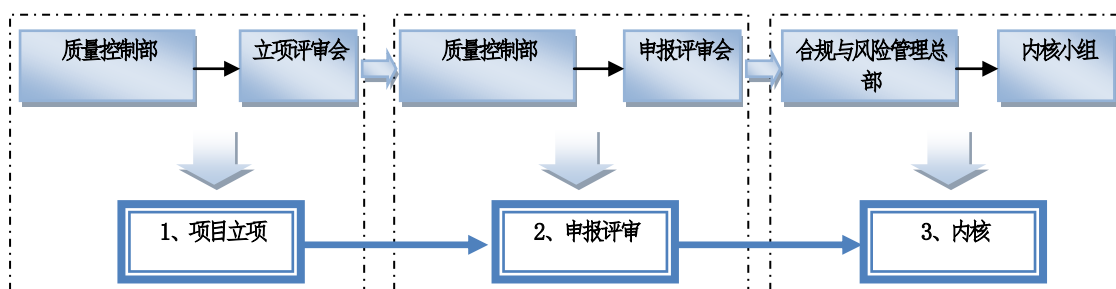 质量控制部
立项评审会
质量控制部
申报评审会
合规与风险管理总
部
内核小组
1、项目立项
2、申报评审
3、内核